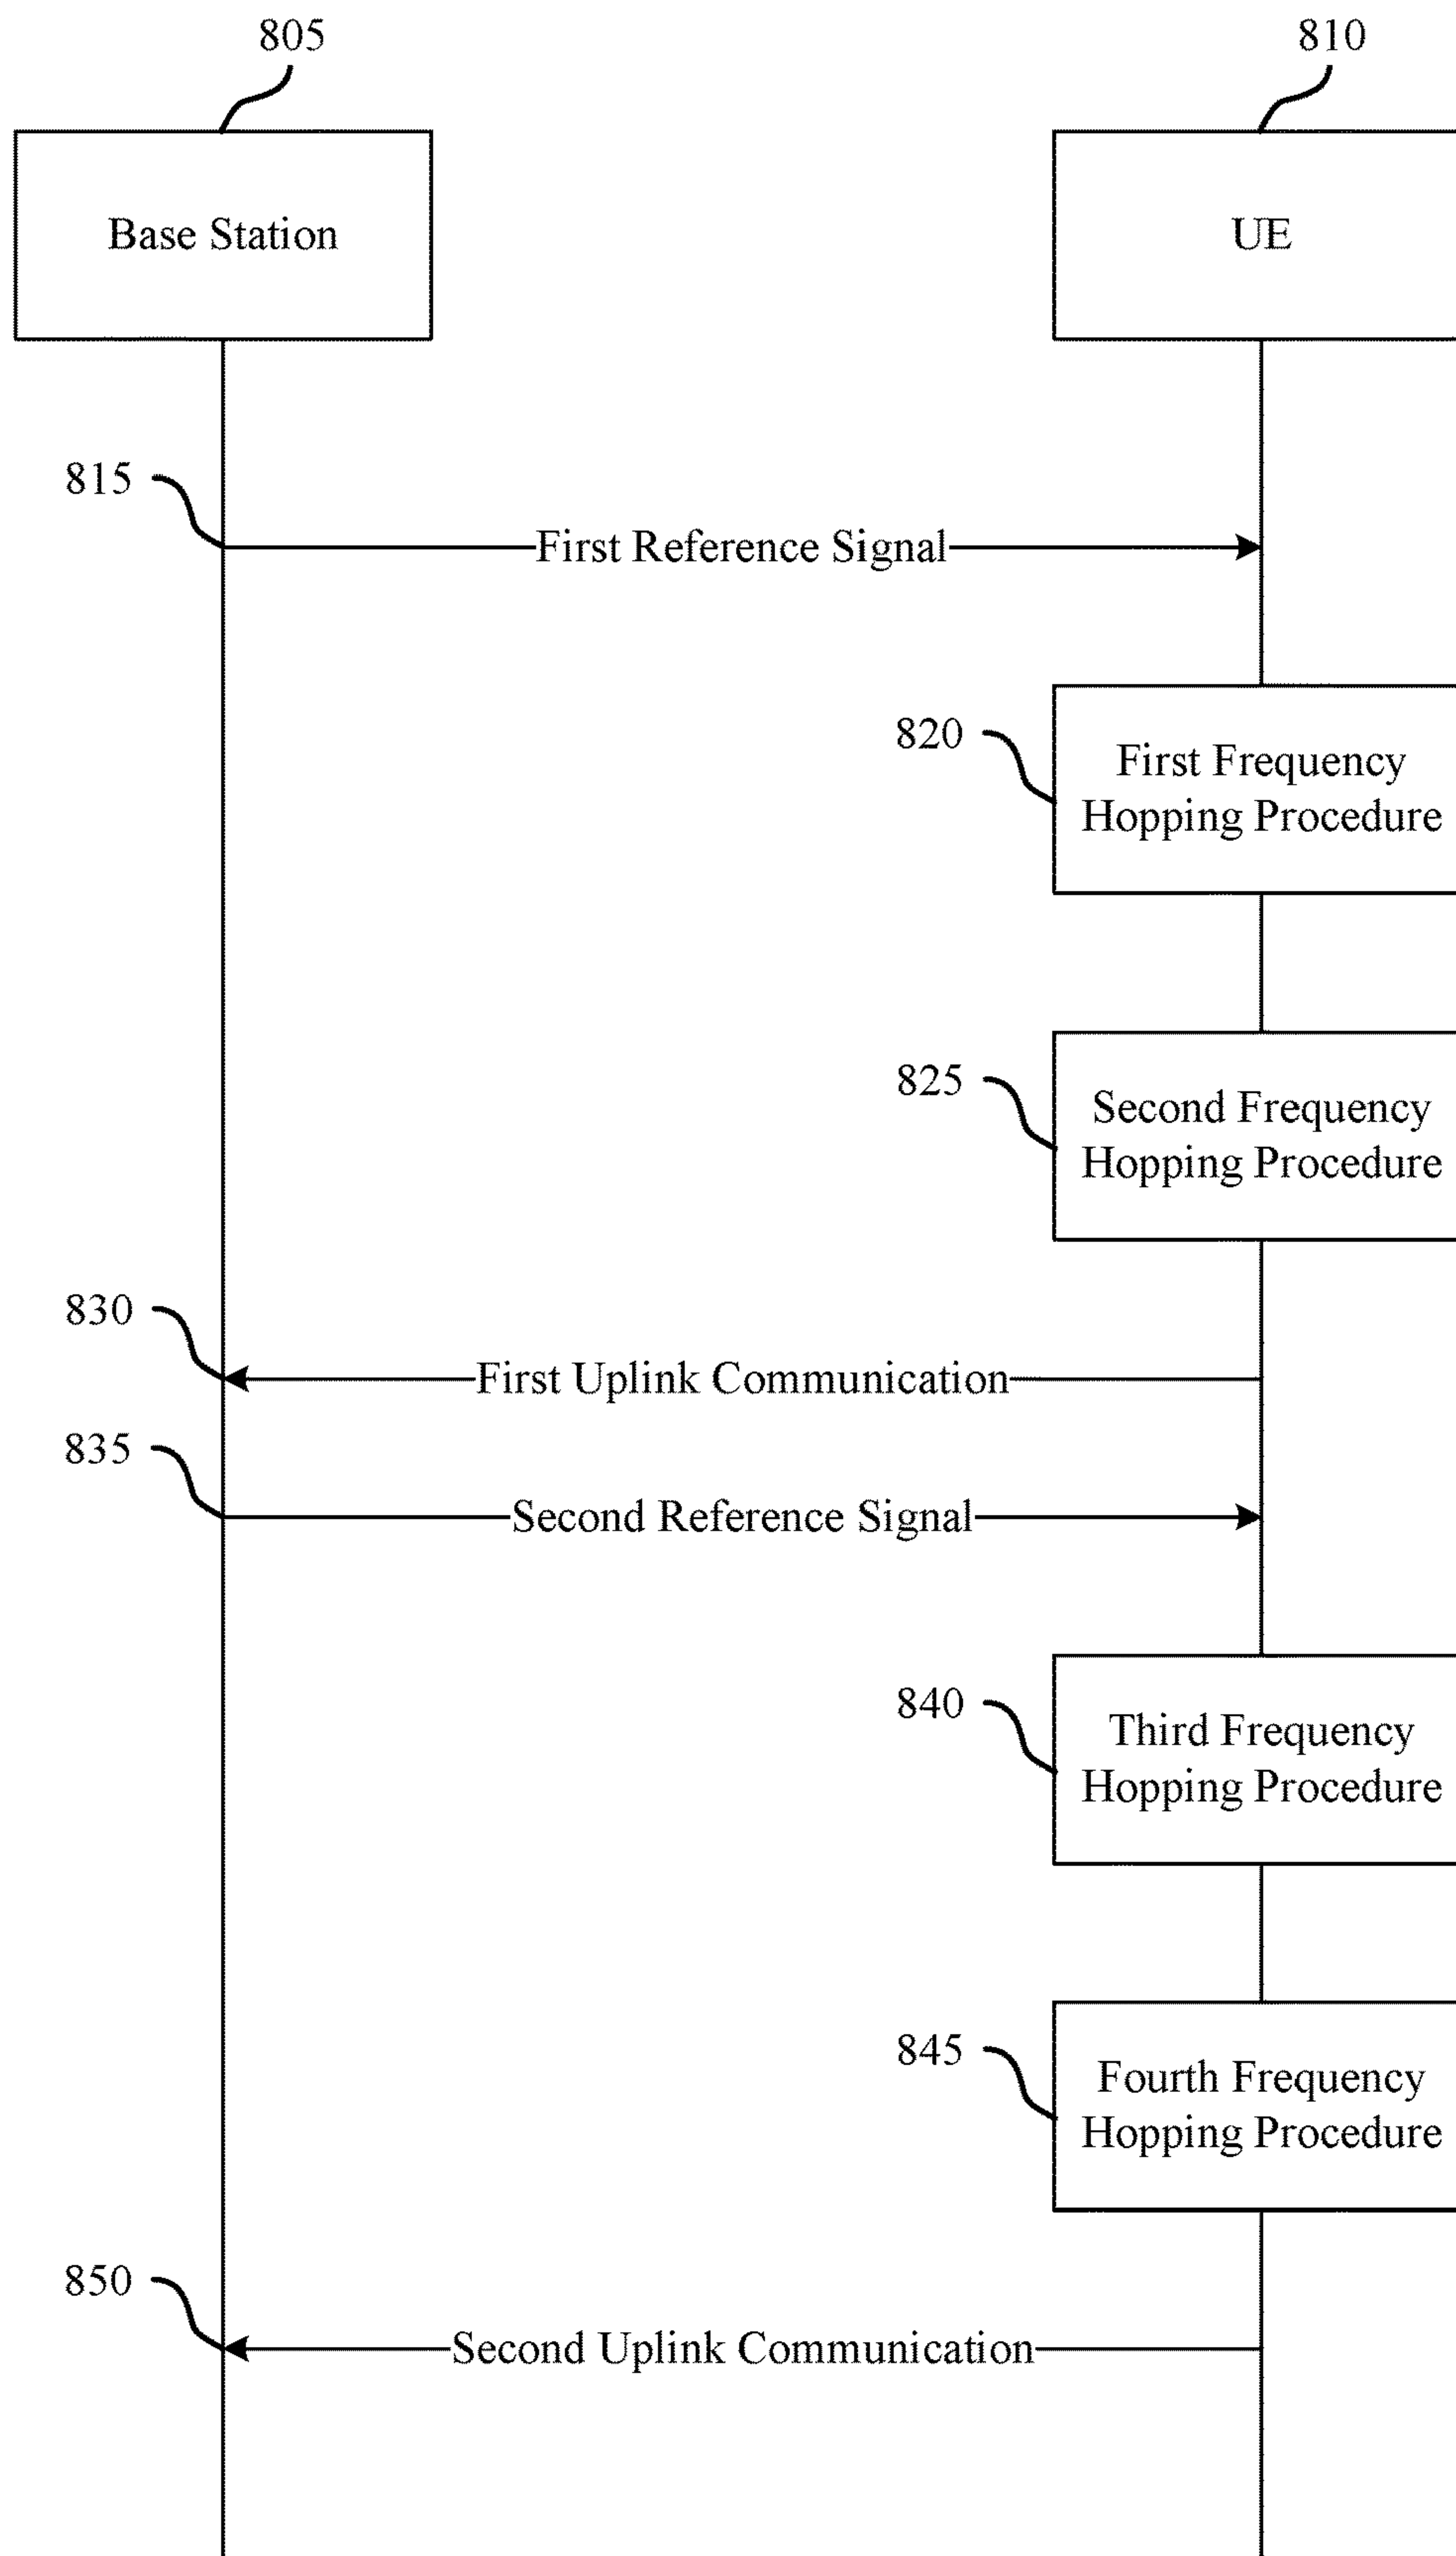 805
810
Base Station
UE
815
First Reference Signal
820
First Frequency
Hopping Procedure
825
Second Frequency
Hopping Procedure
830
First Uplink Communication
835
Second Reference Signal
840
Third Frequency
Hopping Procedure
845
Fourth Frequency
Hopping Procedure
850
Second Uplink Communication